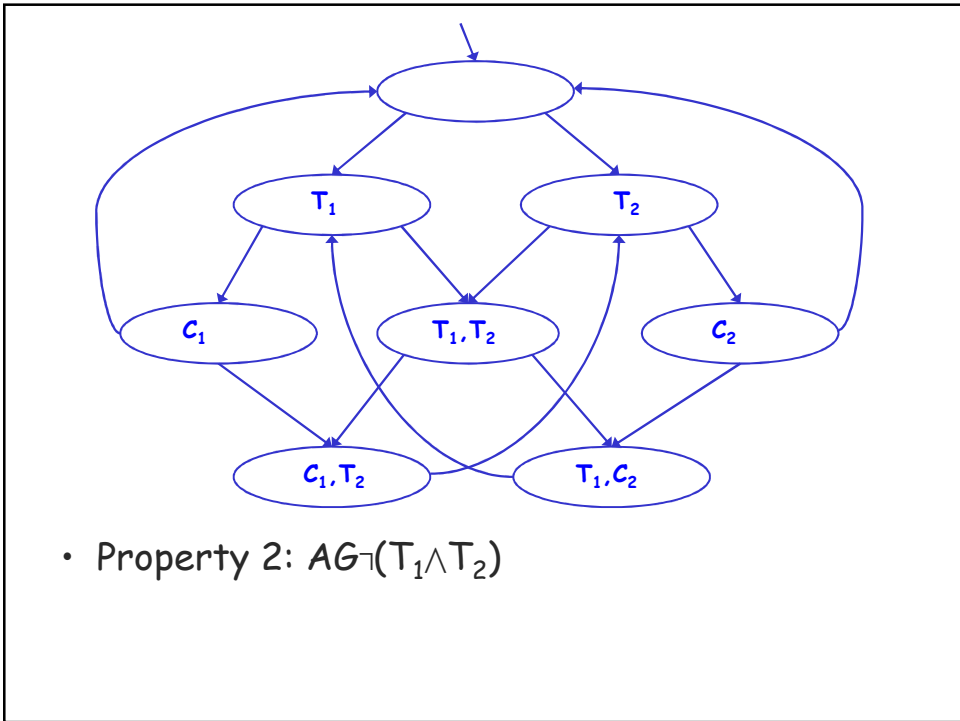 T₁ T₂
C₁ T₁,T₂ C₂
C₁,T₂ T₁,C₂
• Property 2: AG¬(T₁∧T₂)